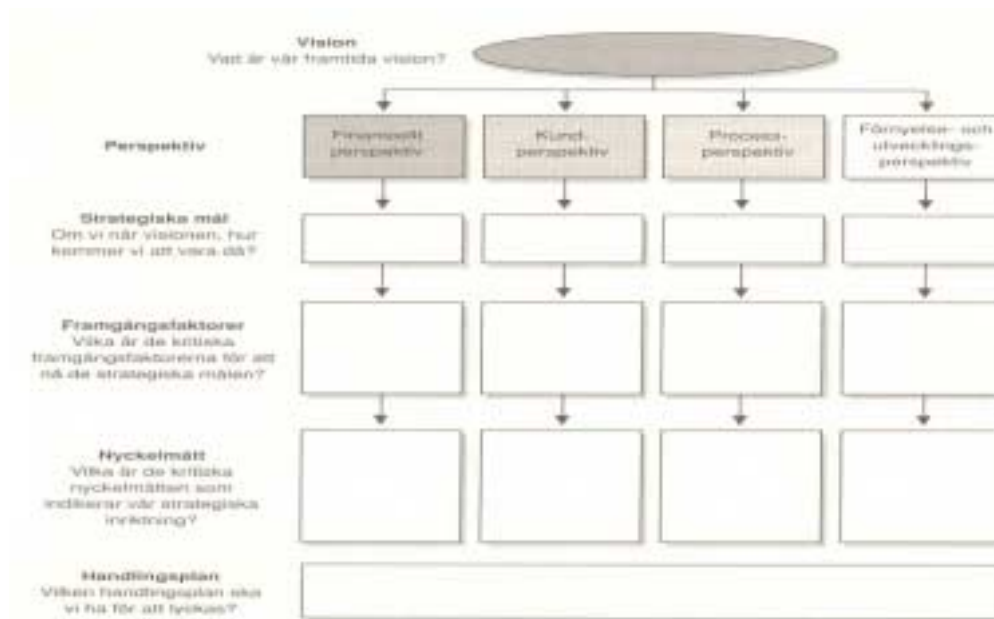 Vision
Vad är vår framtida vision?
Perspektiv
Finansiellt
perspektiv
Kund-
perspektiv
Process-
perspektiv
Förnyelse- och
utvecklings-
perspektiv
Strategiska mål
Om vi når visionen, hur
kommer vi att vara då?
Framgångsfaktorer
Vilka är de kritiska
framgångsfaktorerna för att
nå de strategiska målen?
Nyckelmått
Vilka är de kritiska
nyckelmåtten som
indikerar vår strategiska
inriktning?
Handlingsplan
Vilken handlingsplan ska
vi ha för att lyckas?